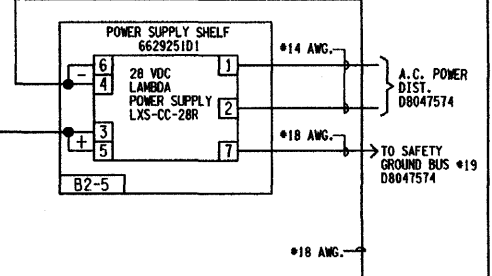 POWER SUPPLY SHELF
6629251D1
#14 AWG.
6
-
4
1
28 VDC
LAMBDA
POWER SUPPLY
LXS-CC-28R
2
A.C. POWER
DIST.
D8047574
3
+
5
7
#18 AWG.
TO SAFETY
GROUND BUS #19
D8047574
B2-5
#18 AWG.